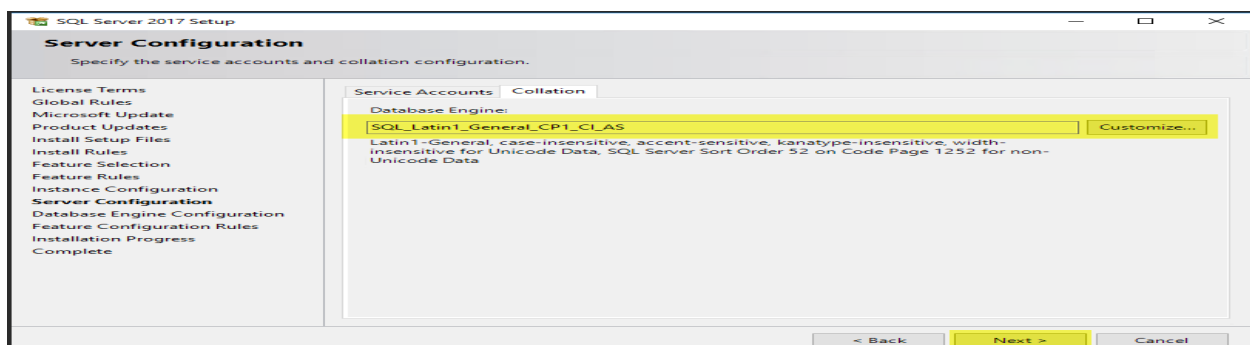 SQL Server 2017 Setup
Server Configuration
Specify the service accounts and collation configuration.
License Terms
Global Rules
Microsoft Update
Product Updates
Install Setup Files
Install Rules
Feature Selection
Feature Rules
Instance Configuration
Server Configuration
Database Engine Configuration
Feature Configuration Rules
Installation Progress
Complete
Service Accounts Collation
Database Engine:
SQL_Latin1_General_CP1_CI_AS Customize...
Latin1-General, case-insensitive, accent-sensitive, kanatype-insensitive, width-
insensitive for Unicode Data, SQL Server Sort Order 52 on Code Page 1252 for non-
Unicode Data
< Back Next > Cancel